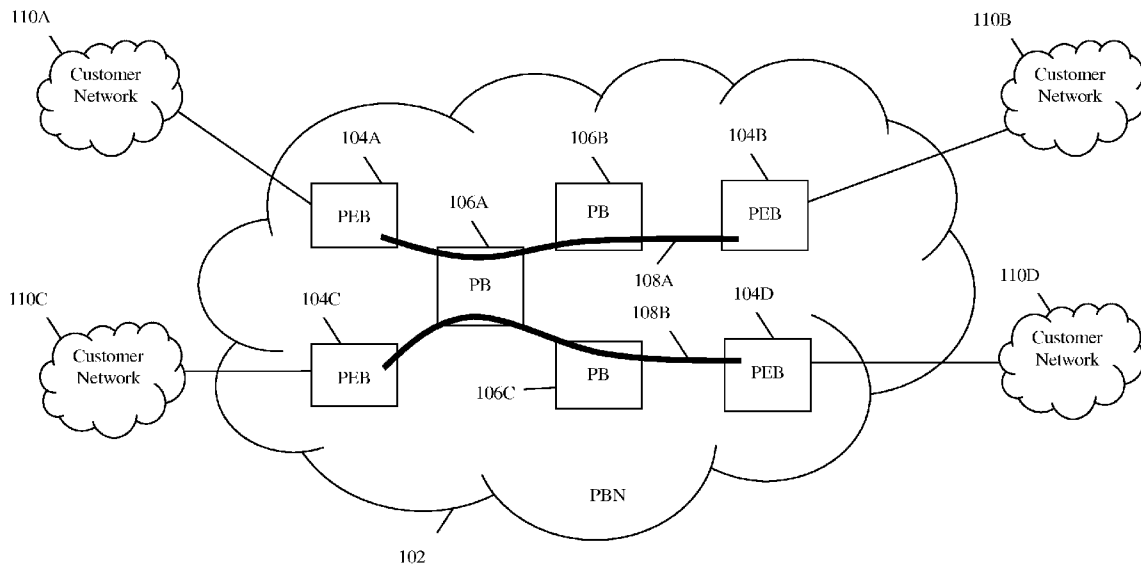 110A
110B
Customer
Network
Customer
Network
104A
106B
104B
PEB
106A
PB
PEB
110C
104C
PB
108A
104D
110D
108B
Customer
Network
PEB
PB
PEB
Customer
Network
106C
PBN
102